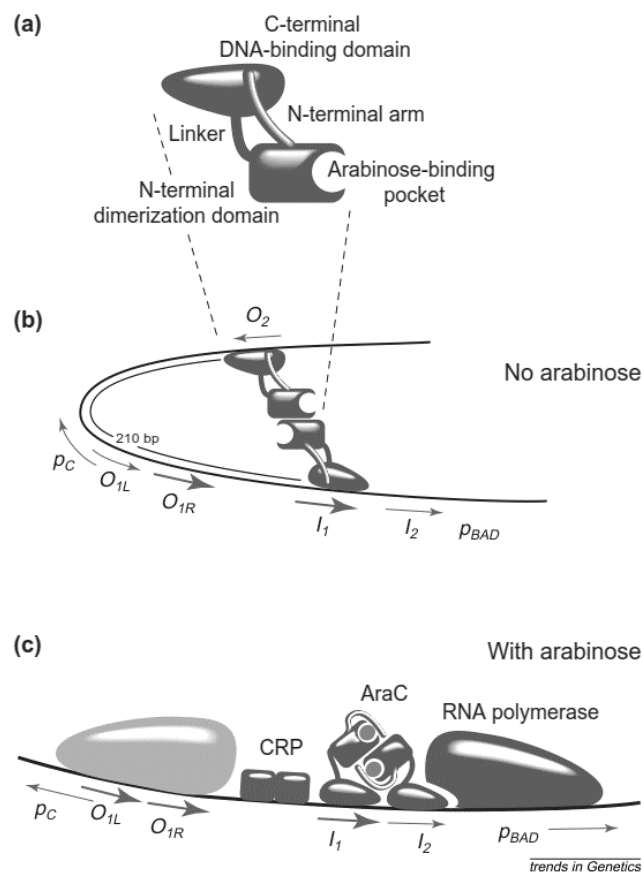 (a)
C-terminal
DNA-binding domain
N-terminal arm
Linker
Arabinose-binding
pocket
N-terminal
dimerization domain
(b)
O2
No arabinose
210 bp
pC
O1L
O1R
I1
I2
pBAD
(c)
With arabinose
AraC
RNA polymerase
CRP
pC
O1L
O1R
I1
I2
pBAD
trends in Genetics